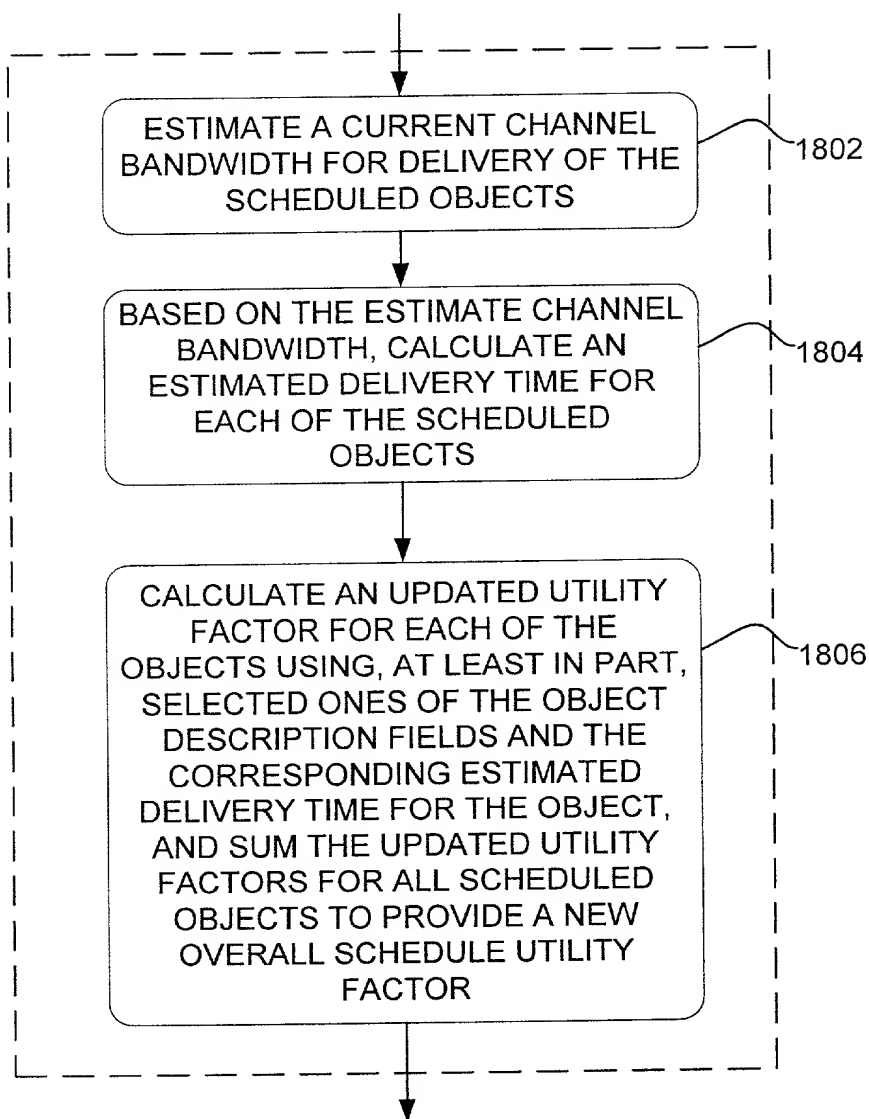 ESTIMATE A CURRENT CHANNEL
BANDWIDTH FOR DELIVERY OF THE
SCHEDULED OBJECTS
1802
BASED ON THE ESTIMATE CHANNEL
BANDWIDTH, CALCULATE AN
ESTIMATED DELIVERY TIME FOR
EACH OF THE SCHEDULED
OBJECTS
1804
CALCULATE AN UPDATED UTILITY
FACTOR FOR EACH OF THE
OBJECTS USING, AT LEAST IN PART,
SELECTED ONES OF THE OBJECT
DESCRIPTION FIELDS AND THE
CORRESPONDING ESTIMATED
DELIVERY TIME FOR THE OBJECT,
AND SUM THE UPDATED UTILITY
FACTORS FOR ALL SCHEDULED
OBJECTS TO PROVIDE A NEW
OVERALL SCHEDULE UTILITY
FACTOR
1806